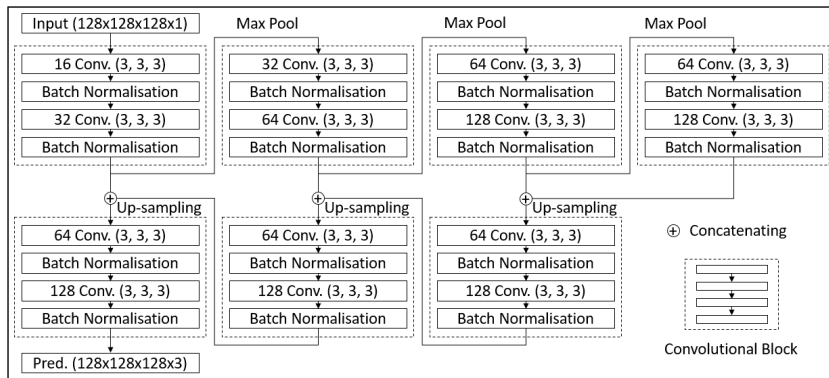 Input (128x128x128x1)
16 Conv. (3, 3, 3)
Batch Normalisation
32 Conv. (3, 3, 3)
Batch Normalisation
Max Pool
32 Conv. (3, 3, 3)
Batch Normalisation
64 Conv. (3, 3, 3)
Batch Normalisation
Max Pool
64 Conv. (3, 3, 3)
Batch Normalisation
128 Conv. (3, 3, 3)
Batch Normalisation
Max Pool
64 Conv. (3, 3, 3)
Batch Normalisation
128 Conv. (3, 3, 3)
Batch Normalisation
Up-sampling
64 Conv. (3, 3, 3)
Batch Normalisation
128 Conv. (3, 3, 3)
Batch Normalisation
Pred. (128x128x128x3)
Up-sampling
64 Conv. (3, 3, 3)
Batch Normalisation
128 Conv. (3, 3, 3)
Batch Normalisation
Up-sampling
64 Conv. (3, 3, 3)
Batch Normalisation
128 Conv. (3, 3, 3)
Batch Normalisation
Concatenating
Convolutional Block